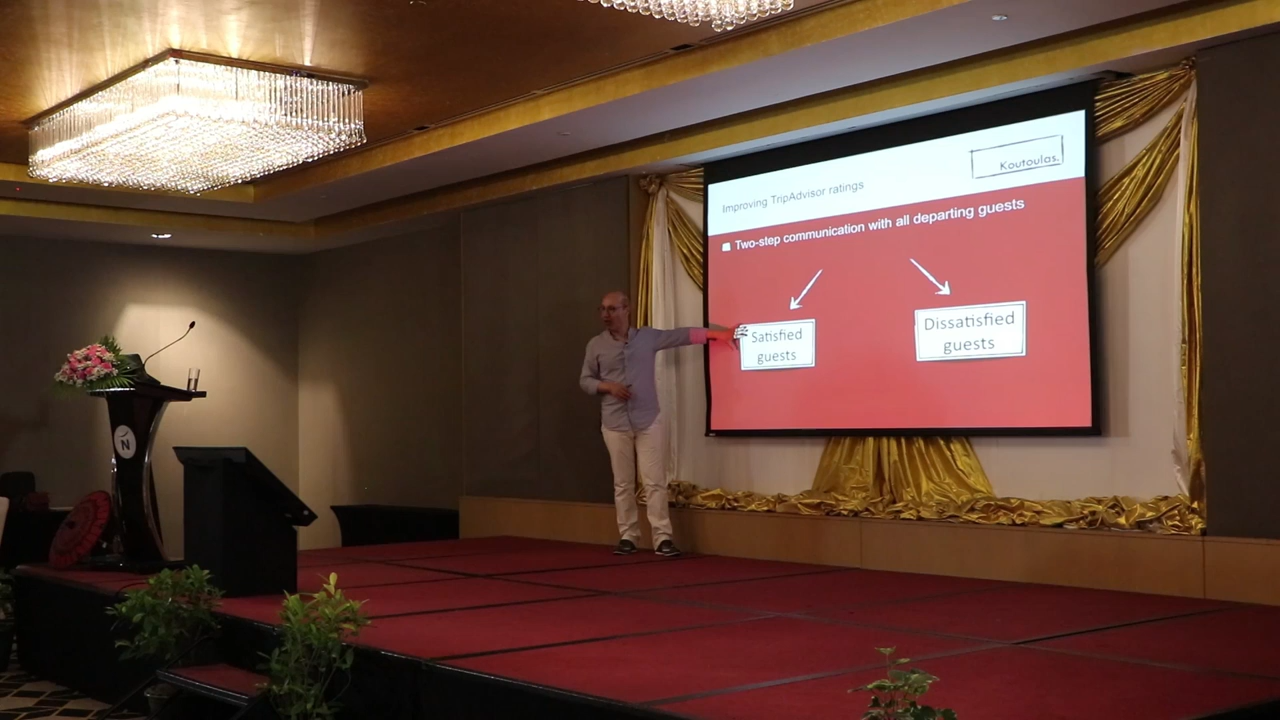 Koutoulas.
Improving TripAdvisor ratings
Two-step communication with all departing guests
Satisfied
guests
Dissatisfied
guests
N